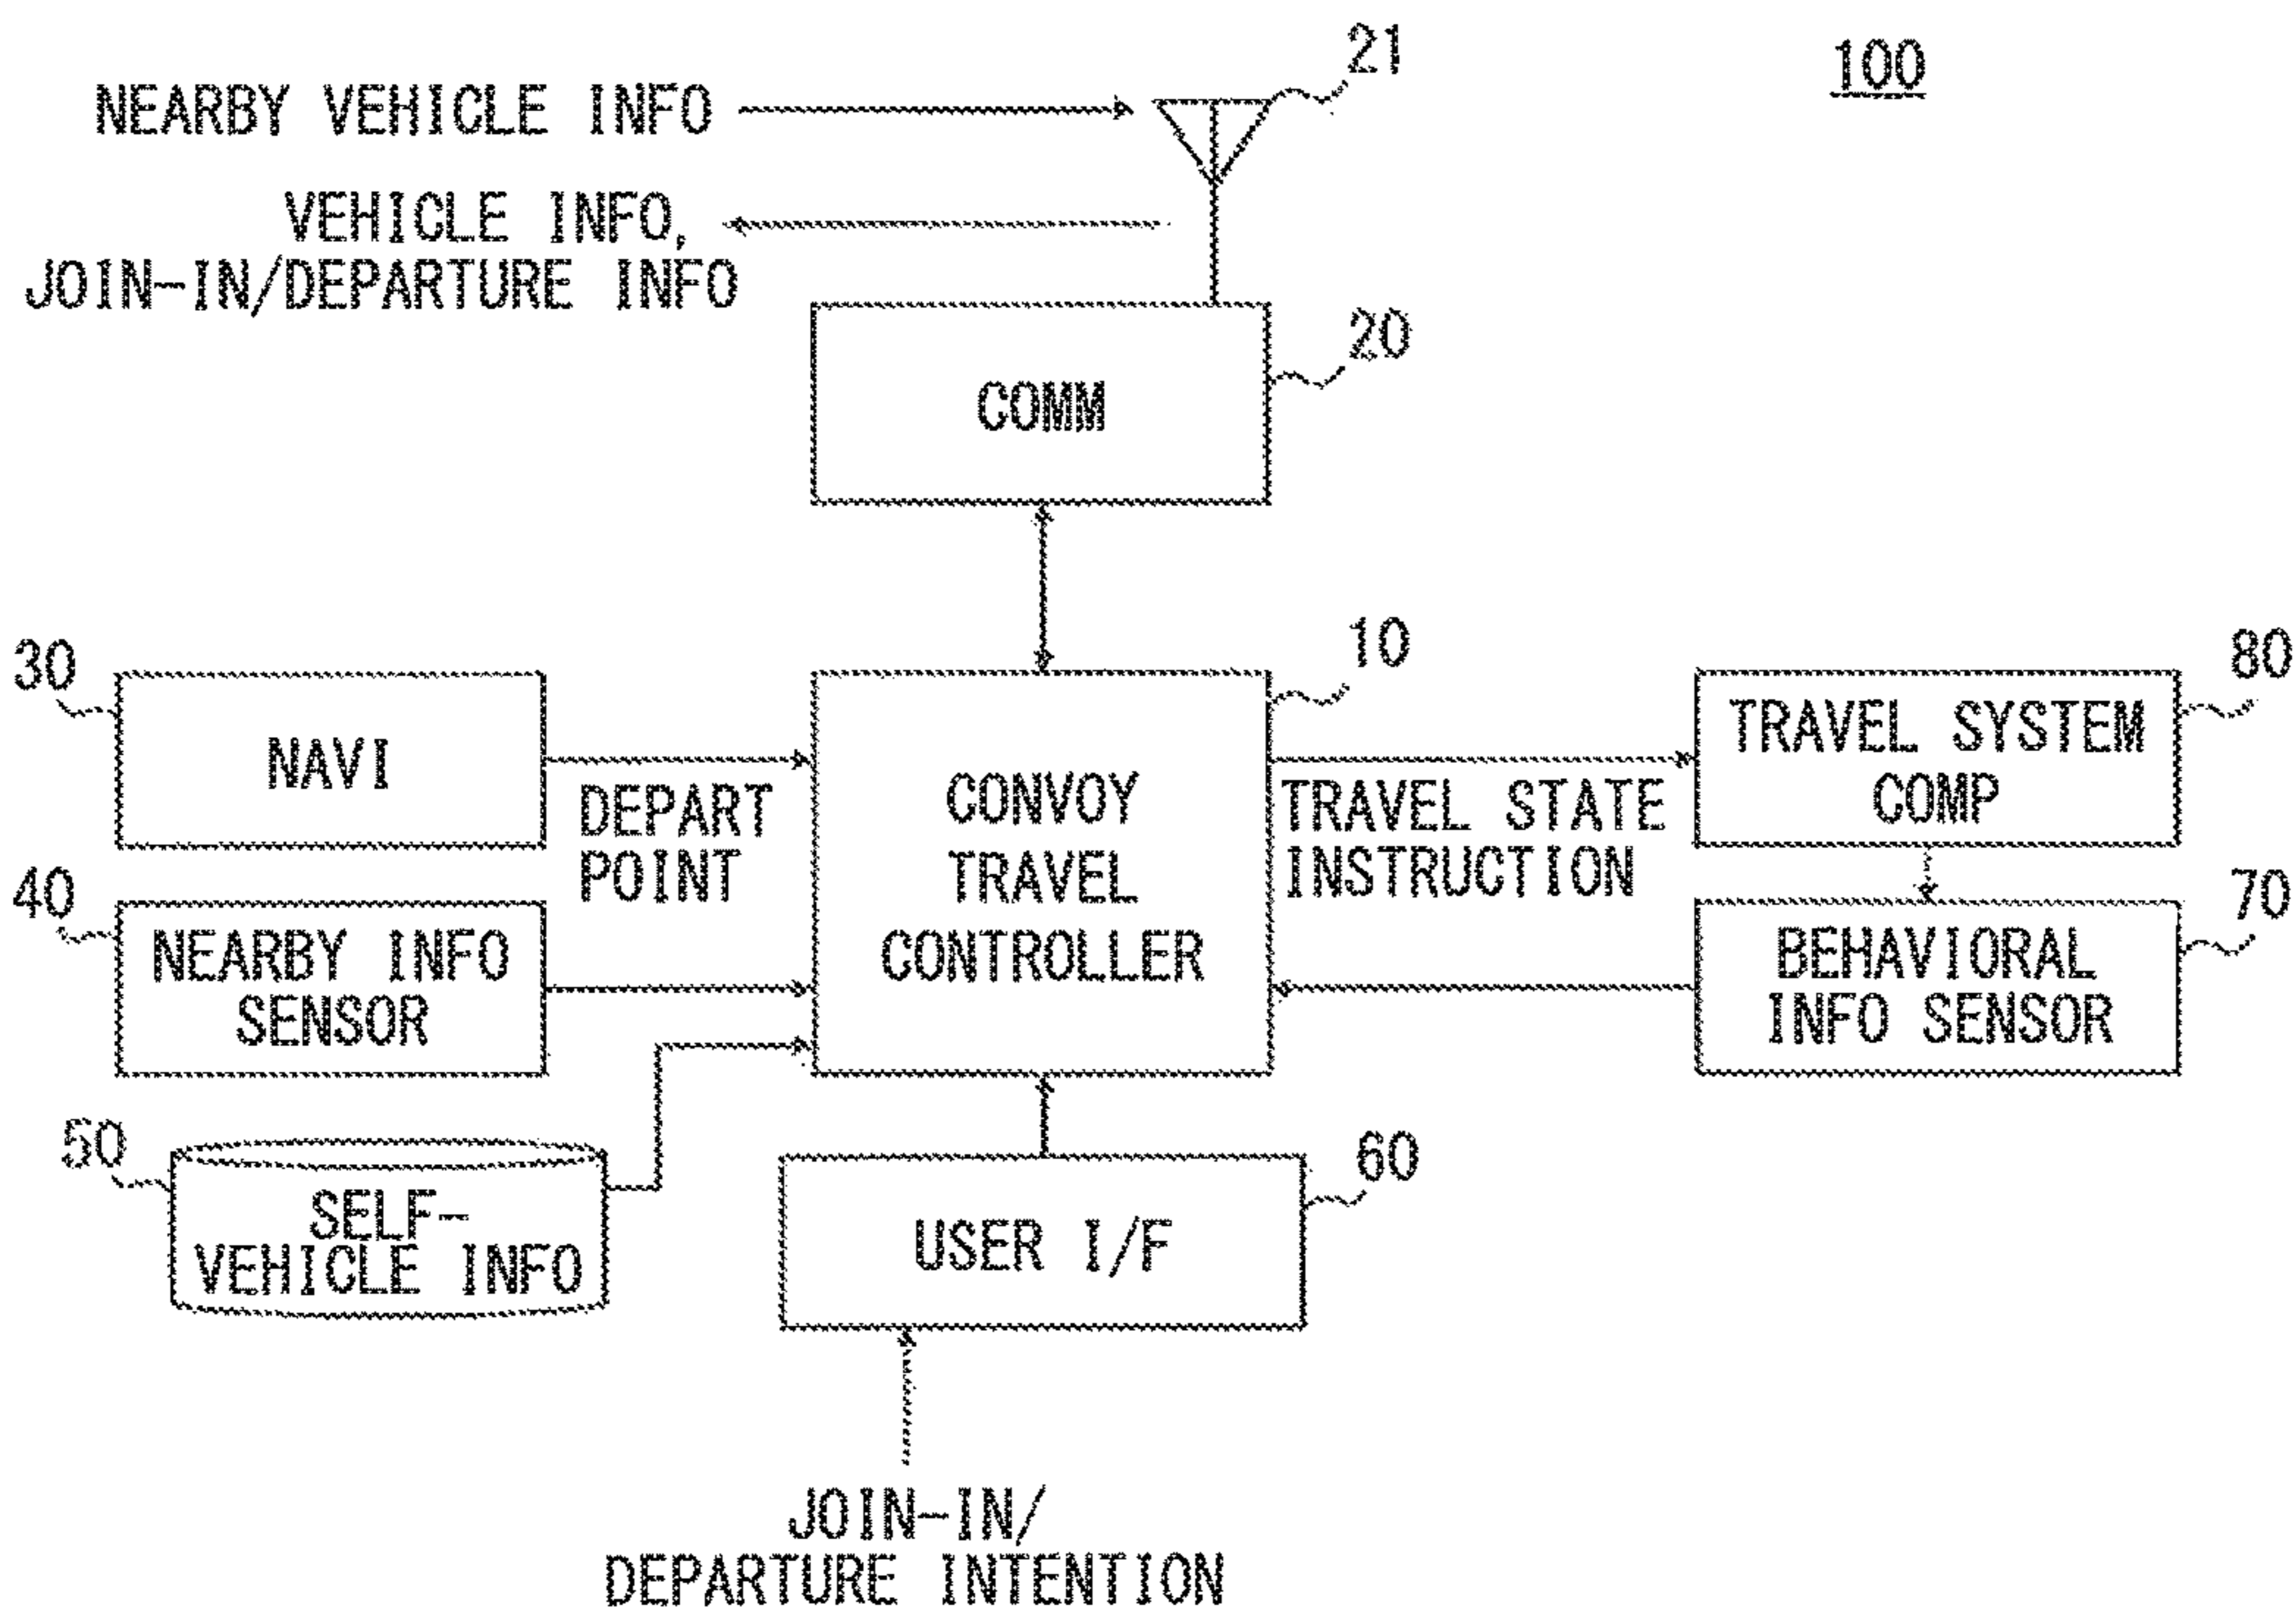 21
100
NEARBY VEHICLE INFO
VEHICLE INFO,
JOIN-IN/DEPARTURE INFO
20
COMM
10
30
NAVI
DEPART
POINT
CONVOY
TRAVEL
CONTROLLER
TRAVEL STATE
INSTRUCTION
80
TRAVEL SYSTEM
COMP
40
NEARBY INFO
SENSOR
70
BEHAVIORAL
INFO SENSOR
50
SELF-
VEHICLE INFO
60
USER I/F
JOIN-IN/
DEPARTURE INTENTION